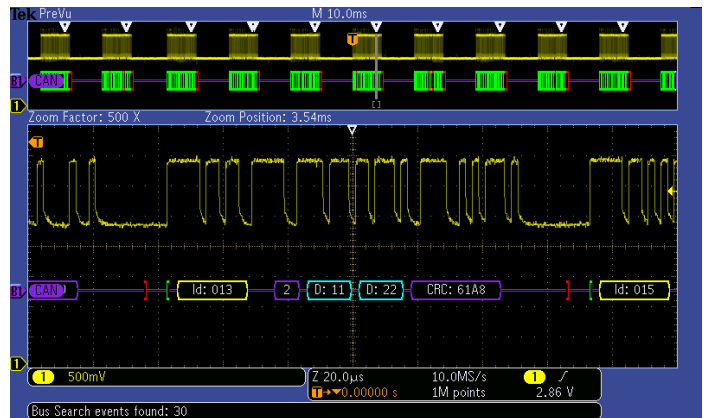 Tek PreVu M 10.0ms
T
B1 CAN
1
Zoom Factor: 500 X Zoom Position: 3.54ms
T
B1 CAN Id: 013 2 D: 11 D: 22 CRC: 61A8 Id: 015
1
1 500mV Z 20.0µs 10.0MS/s 1 /
T→▼0.00000 s 1M points 2.86 V
Bus Search events found: 30